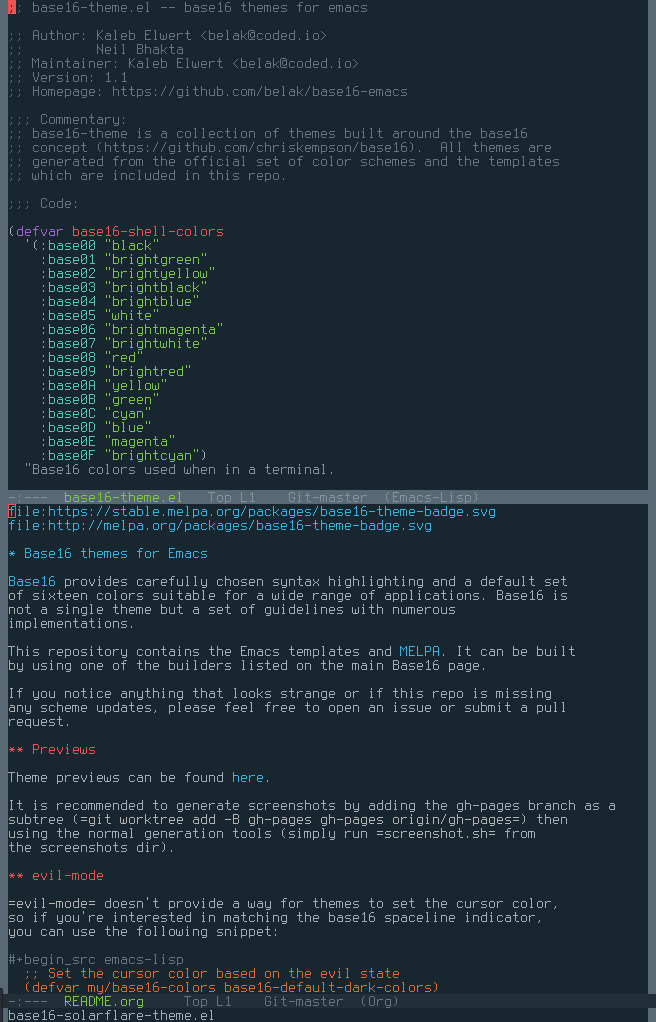 ;; base16-theme.el -- base16 themes for emacs
;; Author: Kaleb Elwert <belak@coded.io>
;;         Neil Bhakta
;; Maintainer: Kaleb Elwert <belak@coded.io>
;; Version: 1.1
;; Homepage: https://github.com/belak/base16-emacs
;;; Commentary:
;; base16-theme is a collection of themes built around the base16
;; concept (https://github.com/chriskempson/base16).  All themes are
;; generated from the official set of color schemes and the templates
;; which are included in this repo.
;;; Code:
(defvar base16-shell-colors
  '(:base00 "black"
    :base01 "brightgreen"
    :base02 "brightyellow"
    :base03 "brightblack"
    :base04 "brightblue"
    :base05 "white"
    :base06 "brightmagenta"
    :base07 "brightwhite"
    :base08 "red"
    :base09 "brightred"
    :base0A "yellow"
    :base0B "green"
    :base0C "cyan"
    :base0D "blue"
    :base0E "magenta"
    :base0F "brightcyan")
  "Base16 colors used when in a terminal.
-:---  base16-theme.el   Top L1    Git-master  (Emacs-Lisp)
file:https://stable.melpa.org/packages/base16-theme-badge.svg
file:http://melpa.org/packages/base16-theme-badge.svg
* Base16 themes for Emacs
Base16 provides carefully chosen syntax highlighting and a default set
of sixteen colors suitable for a wide range of applications. Base16 is
not a single theme but a set of guidelines with numerous
implementations.
This repository contains the Emacs templates and MELPA. It can be built
by using one of the builders listed on the main Base16 page.
If you notice anything that looks strange or if this repo is missing
any scheme updates, please feel free to open an issue or submit a pull
request.
** Previews
Theme previews can be found here.
It is recommended to generate screenshots by adding the gh-pages branch as a
subtree (=git worktree add -B gh-pages gh-pages origin/gh-pages=) then
using the normal generation tools (simply run =screenshot.sh= from
the screenshots dir).
** evil-mode
=evil-mode= doesn't provide a way for themes to set the cursor color,
so if you're interested in matching the base16 spaceline indicator,
you can use the following snippet:
#+begin_src emacs-lisp
  ;; Set the cursor color based on the evil state
  (defvar my/base16-colors base16-default-dark-colors)
-:---  README.org     Top L1    Git-master  (Org)
base16-solarflare-theme.el